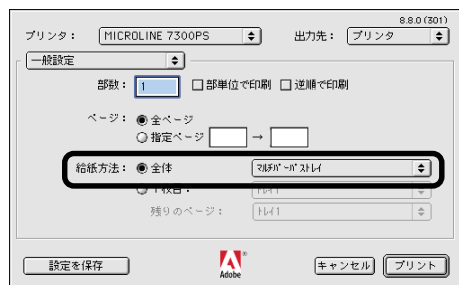 8.8.0 (301)
プリンタ： MICROLINE 7300PS 出力先： プリンタ
一般設定
部数： 1 部単位で印刷 逆順で印刷
ページ： 全ページ
指定ページ →
給紙方法： 全体 ﾏﾙﾁﾊﾟｰﾊﾟｽﾄﾚｲ
1 枚目： ﾄﾚｲ1
残りのページ： ﾄﾚｲ1
設定を保存 Adobe キャンセル プリント